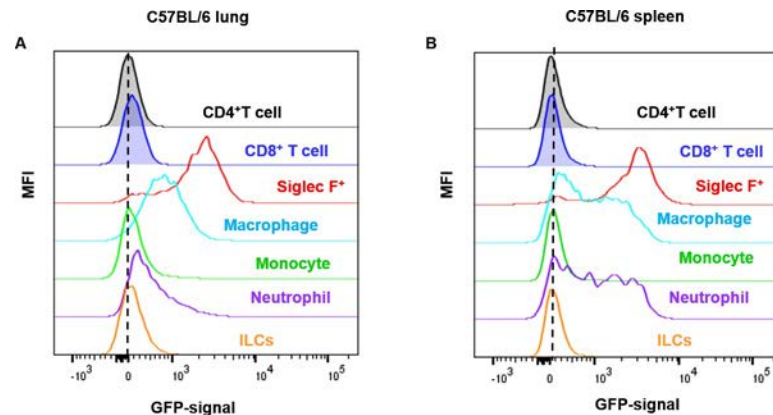 C57BL/6 lung
A
CD4⁺T cell
CD8⁺ T cell
Siglec F⁺
Macrophage
Monocyte
Neutrophil
ILCs
MFI
-10³ 0 10³ 10⁴ 10⁵
GFP-signal
C57BL/6 spleen
B
CD4⁺T cell
CD8⁺ T cell
Siglec F⁺
Macrophage
Monocyte
Neutrophil
ILCs
MFI
-10³ 0 10³ 10⁴ 10⁵
GFP-signal